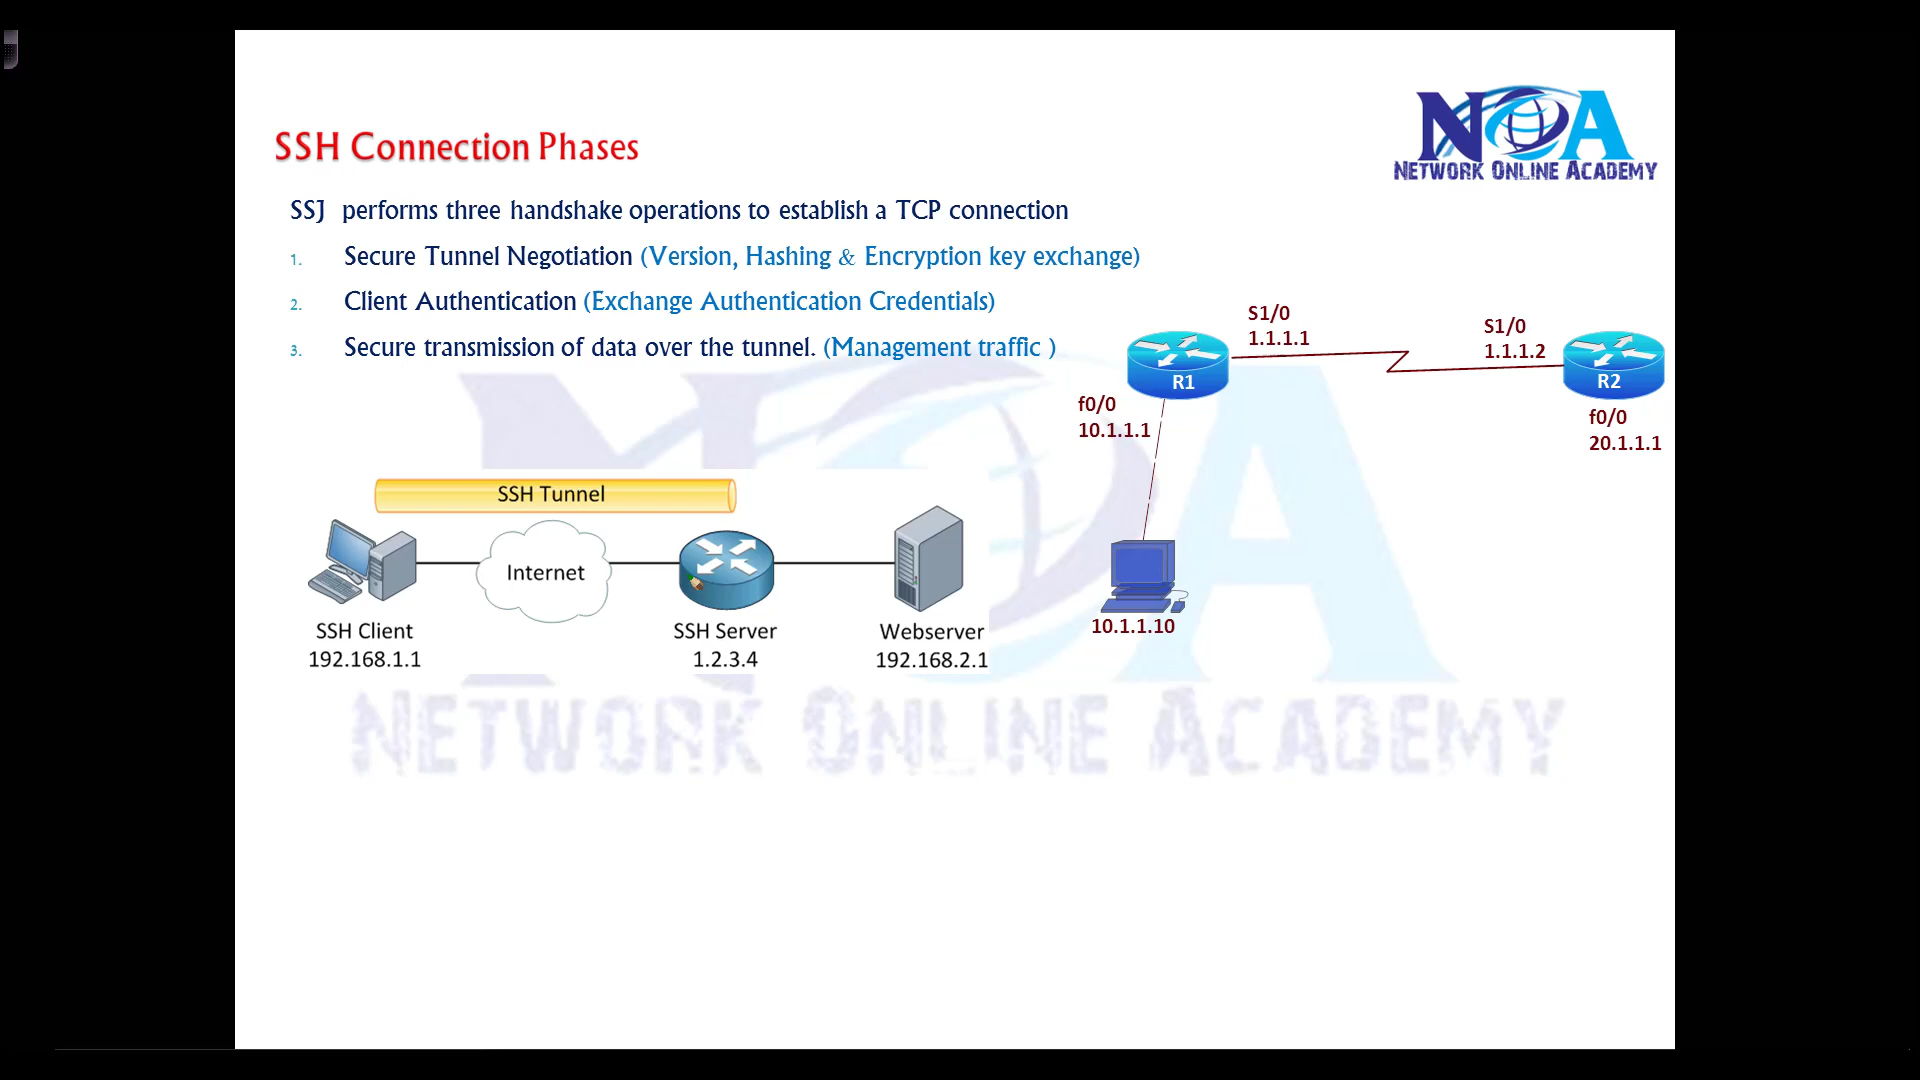 NOA
NETWORK ONLINE ACADEMY
SSH Connection Phases
SSJ performs three handshake operations to establish a TCP connection
1. Secure Tunnel Negotiation (Version, Hashing & Encryption key exchange)
2. Client Authentication (Exchange Authentication Credentials)
3. Secure transmission of data over the tunnel. (Management traffic )
S1/0
1.1.1.1
S1/0
1.1.1.2
R1
R2
f0/0
10.1.1.1
f0/0
20.1.1.1
10.1.1.10
SSH Tunnel
Internet
SSH Client
192.168.1.1
SSH Server
1.2.3.4
Webserver
192.168.2.1
NOA
NETWORK ONLINE ACADEMY